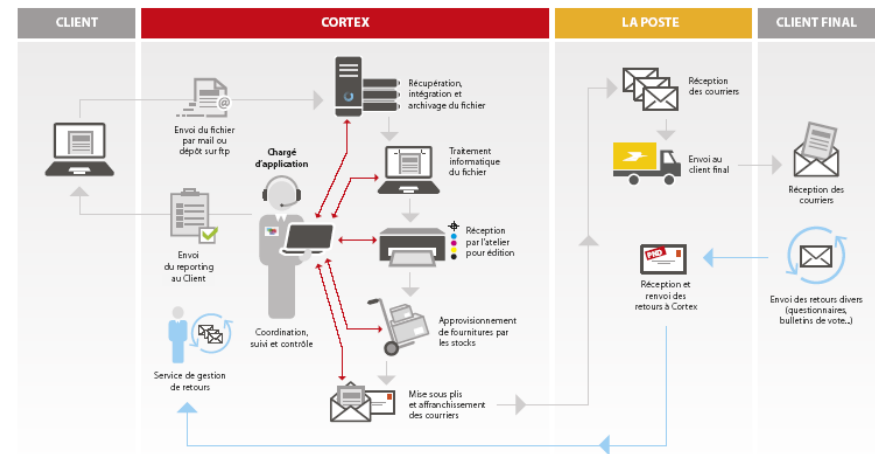 CLIENT
CORTEX
LA POSTE
CLIENT FINAL
Envoi du fichier
par mail ou
dépôt sur ftp
@
Récupération,
intégration et
archivage du fichier
Chargé
d'application
Traitement
informatique
du fichier
Envoi
du reporting
au Client
Réception
par l'atelier
pour édition
Coordination,
suivi et contrôle
Approvisionnement
de fournitures par
les stocks
Service de gestion
de retours
Mise sous plis
et affranchissement
des courriers
Réception
des courriers
Envoi au
client final
Réception des
courriers
PRO
Réception et
renvoi des
retours à Cortex
Envoi des retours divers
(questionnaires,
bulletins de vote...)